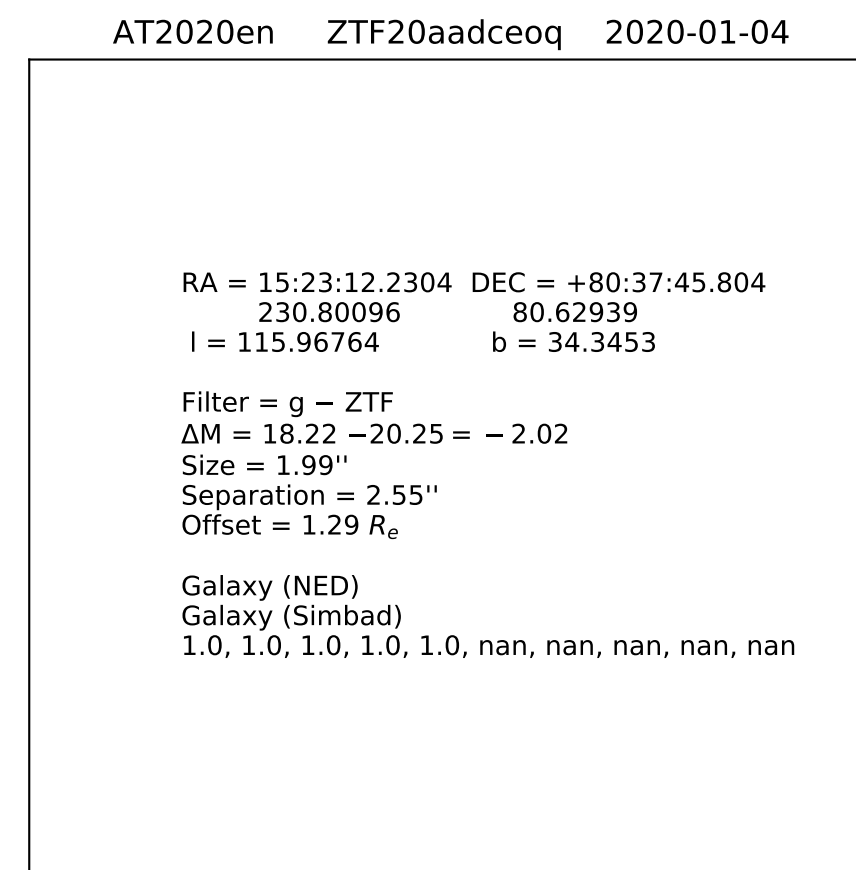 AT2020en ZTF20aadceoq 2020-01-04
RA = 15:23:12.2304 DEC = +80:37:45.804
230.80096 80.62939
l = 115.96764 b = 34.3453
Filter = g − ZTF
ΔM = 18.22 −20.25 = − 2.02
Size = 1.99''
Separation = 2.55''
Offset = 1.29 Re
Galaxy (NED)
Galaxy (Simbad)
1.0, 1.0, 1.0, 1.0, 1.0, nan, nan, nan, nan, nan